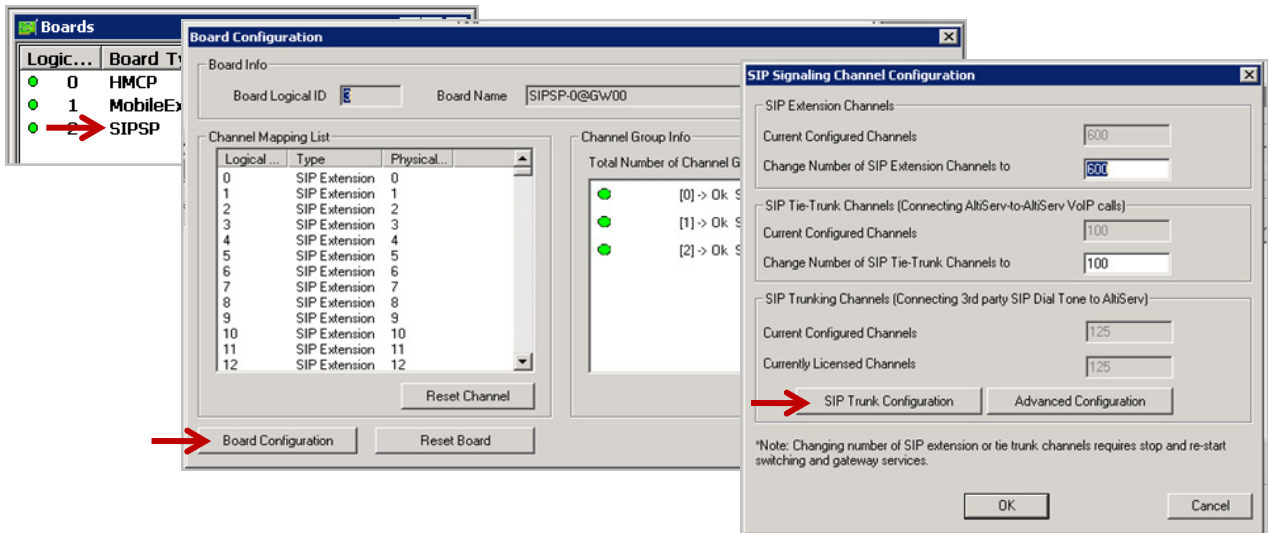 Boards
Logic... Board Ty
0 HMCP
1 MobileEx
2 SIPSP
Board Configuration
Board Info
Board Logical ID
Board Name SIPSP-0@GW00
Channel Mapping List
Logical ... Type Physical...
0 SIP Extension 0
1 SIP Extension 1
2 SIP Extension 2
3 SIP Extension 3
4 SIP Extension 4
5 SIP Extension 5
6 SIP Extension 6
7 SIP Extension 7
8 SIP Extension 8
9 SIP Extension 9
10 SIP Extension 10
11 SIP Extension 11
12 SIP Extension 12
Reset Channel
Board Configuration
Reset Board
Channel Group Info
Total Number of Channel G
[0] -> Ok S
[1] -> Ok S
[2] -> Ok S
SIP Signaling Channel Configuration
SIP Extension Channels
Current Configured Channels 600
Change Number of SIP Extension Channels to 600
SIP Tie-Trunk Channels (Connecting AltiServ-to-AltiServ VoIP calls)
Current Configured Channels 100
Change Number of SIP Tie-Trunk Channels to 100
SIP Trunking Channels (Connecting 3rd party SIP Dial Tone to AltiServ)
Current Configured Channels 125
Currently Licensed Channels 125
SIP Trunk Configuration
Advanced Configuration
*Note: Changing number of SIP extension or tie trunk channels requires stop and re-start
switching and gateway services.
OK
Cancel